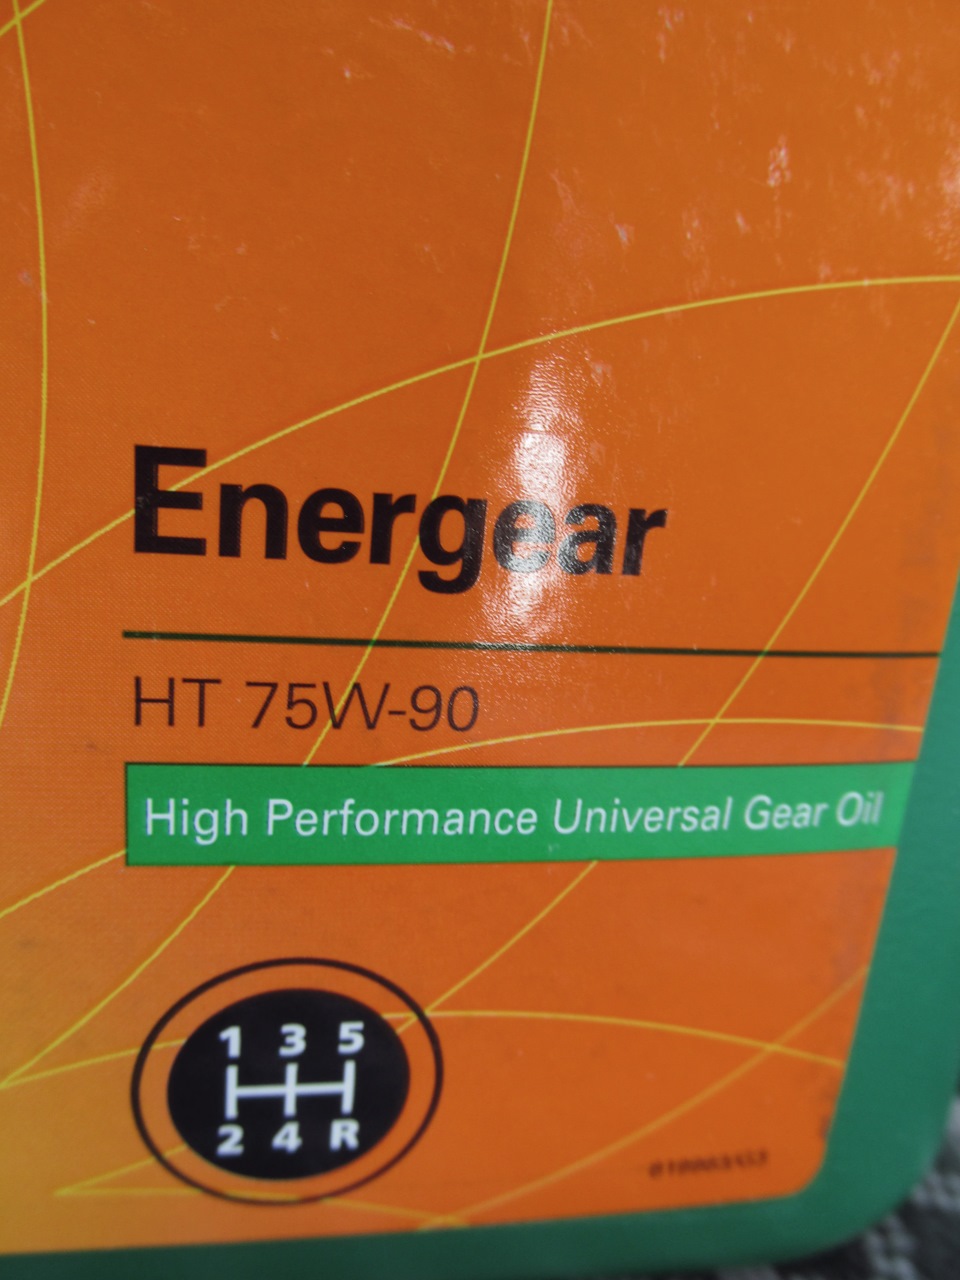 Energear
HT 75W-90
High Performance Universal Gear Oil
1 3 5
2 4 R